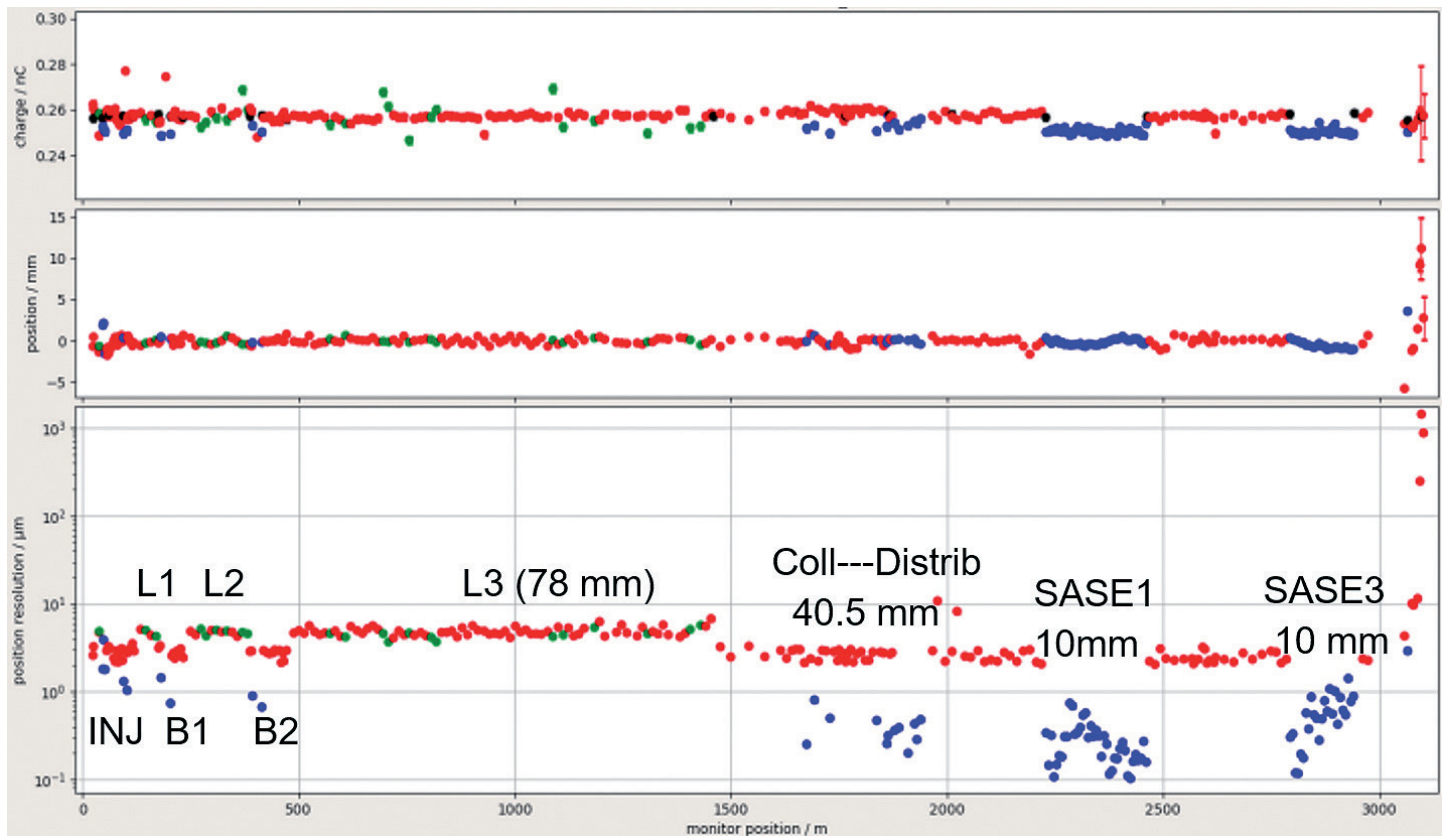 0.30
0.28
0.26
0.24
charge / nC
15
10
5
0
−5
position / mm
10³
10²
10¹
10⁰
10⁻¹
position resolution / μm
L1 L2 L3 (78 mm) Coll---Distrib
40.5 mm
SASE1
10mm
SASE3
10 mm
INJ B1 B2
0 500 1000 1500 2000 2500 3000
monitor position / m